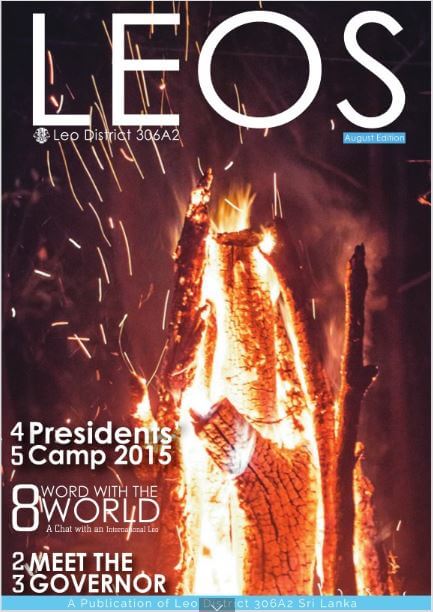 LEOS
Leo District 306A2
August Edition
4
5
Presidents
Camp 2015
8
WORD WITH THE
WORLD
A Chat with an International Leo
2
3
MEET THE
GOVERNOR
A Publication of Leo District 306A2 Sri Lanka